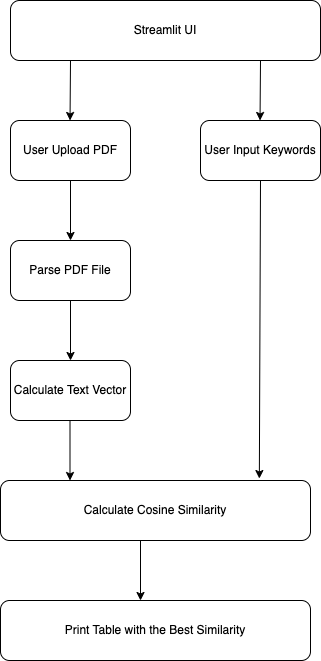 Streamlit UI
User Upload PDF
User Input Keywords
Parse PDF File
Calculate Text Vector
Calculate Cosine Similarity
Print Table with the Best Similarity